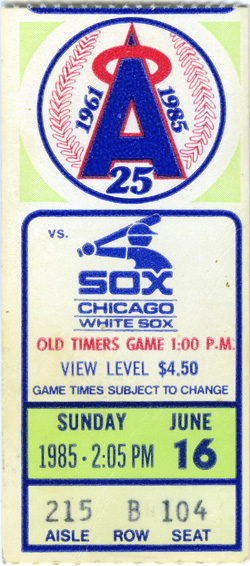 1961 A 1985
25
vs.
SOX
CHICAGO
WHITE SOX
OLD TIMERS GAME 1:00 P.M.
VIEW LEVEL $4.50
GAME TIMES SUBJECT TO CHANGE
SUNDAY JUNE
1985 · 2:05 PM 16
215 B 104
AISLE ROW SEAT